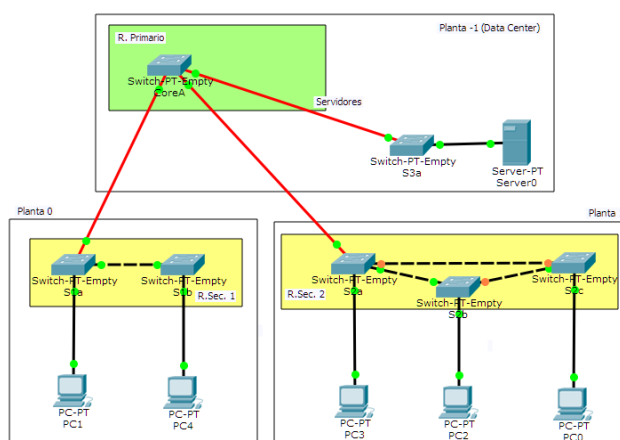 Planta -1 (Data Center)
R. Primario
Switch-PT-Empty
CoreA
Servidores
Switch-PT-Empty
S3a
Server-PT
Server0
Planta 0
Switch-PT-Empty
Switch-PT-Empty
R.Sec. 1
PC-PT
PC1
PC-PT
PC4
Planta
Switch-PT-Empty
Switch-PT-Empty
Switch-PT-Empty
R.Sec. 2
PC-PT
PC3
PC-PT
PC2
PC-PT
PC0